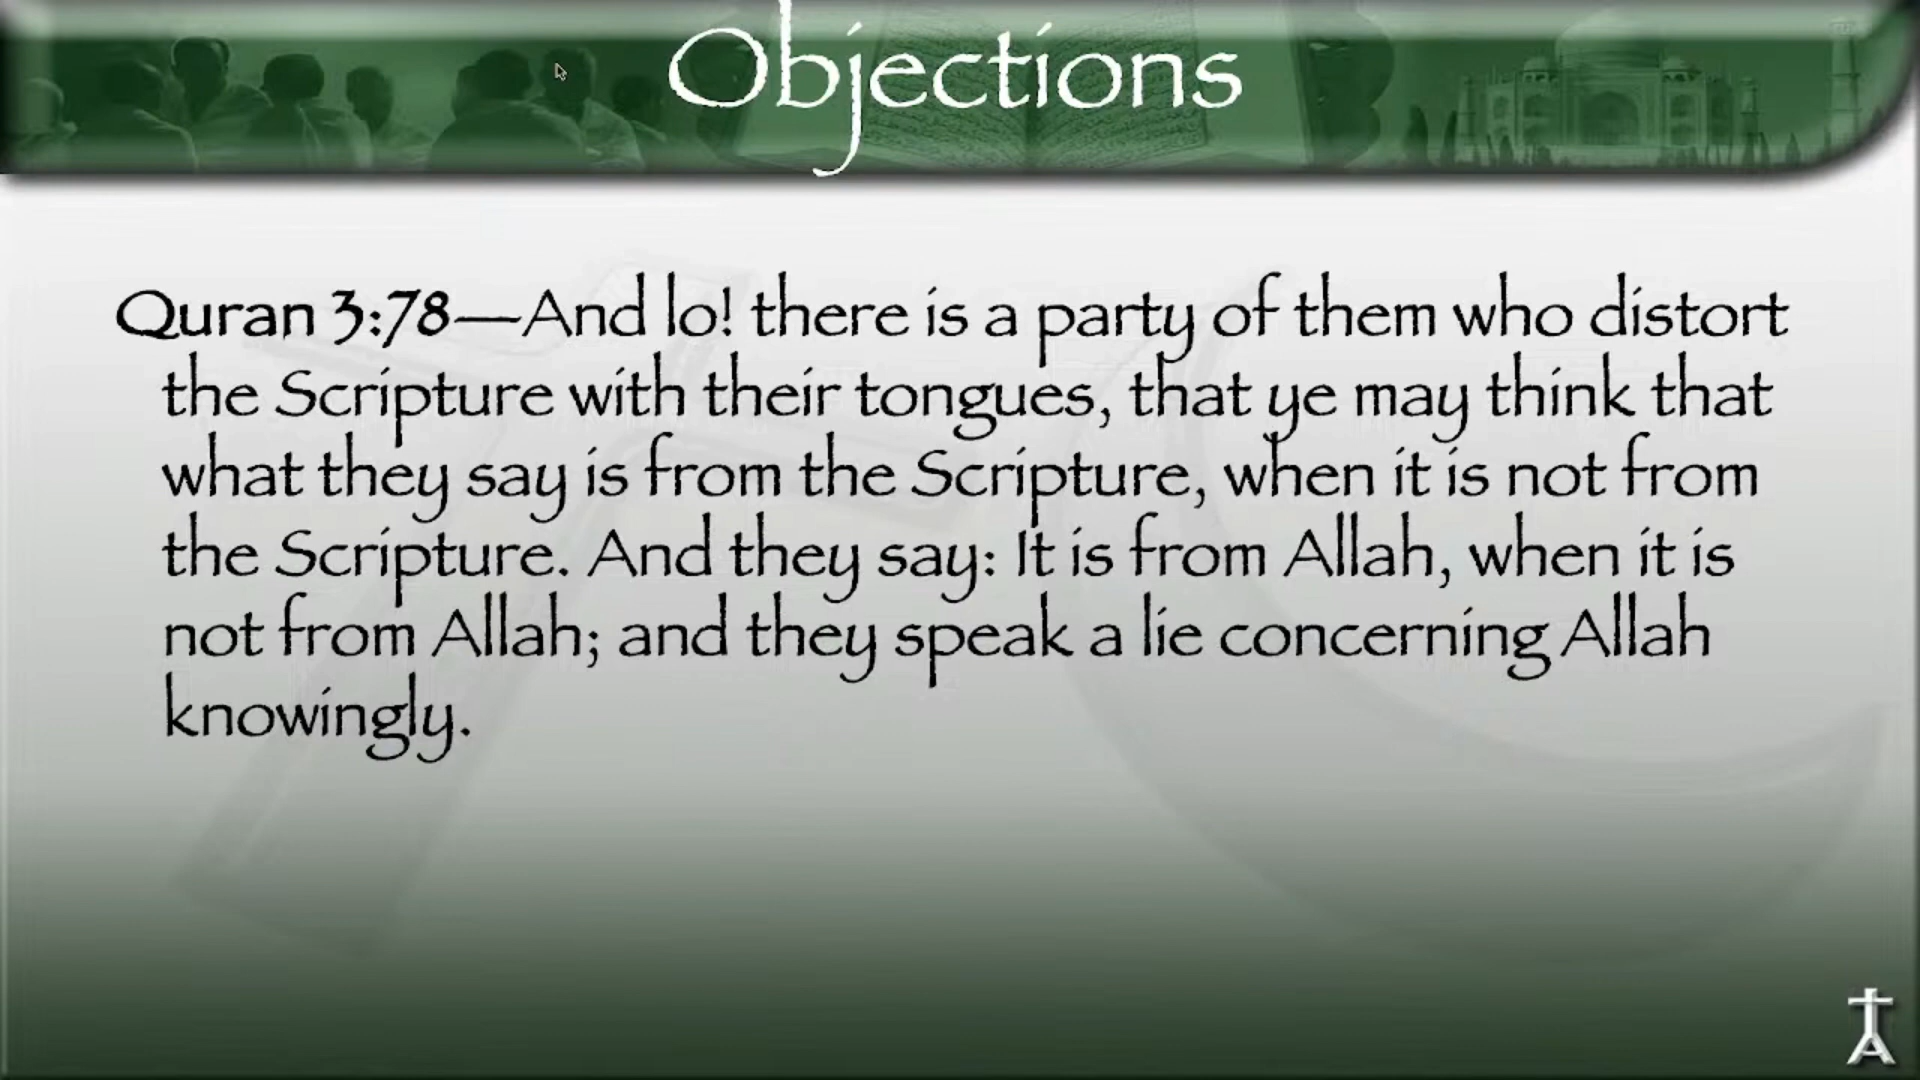 Objections
Quran 3:78—And lo! there is a party of them who distort
the Scripture with their tongues, that ye may think that
what they say is from the Scripture, when it is not from
the Scripture. And they say: It is from Allah, when it is
not from Allah; and they speak a lie concerning Allah
knowingly.